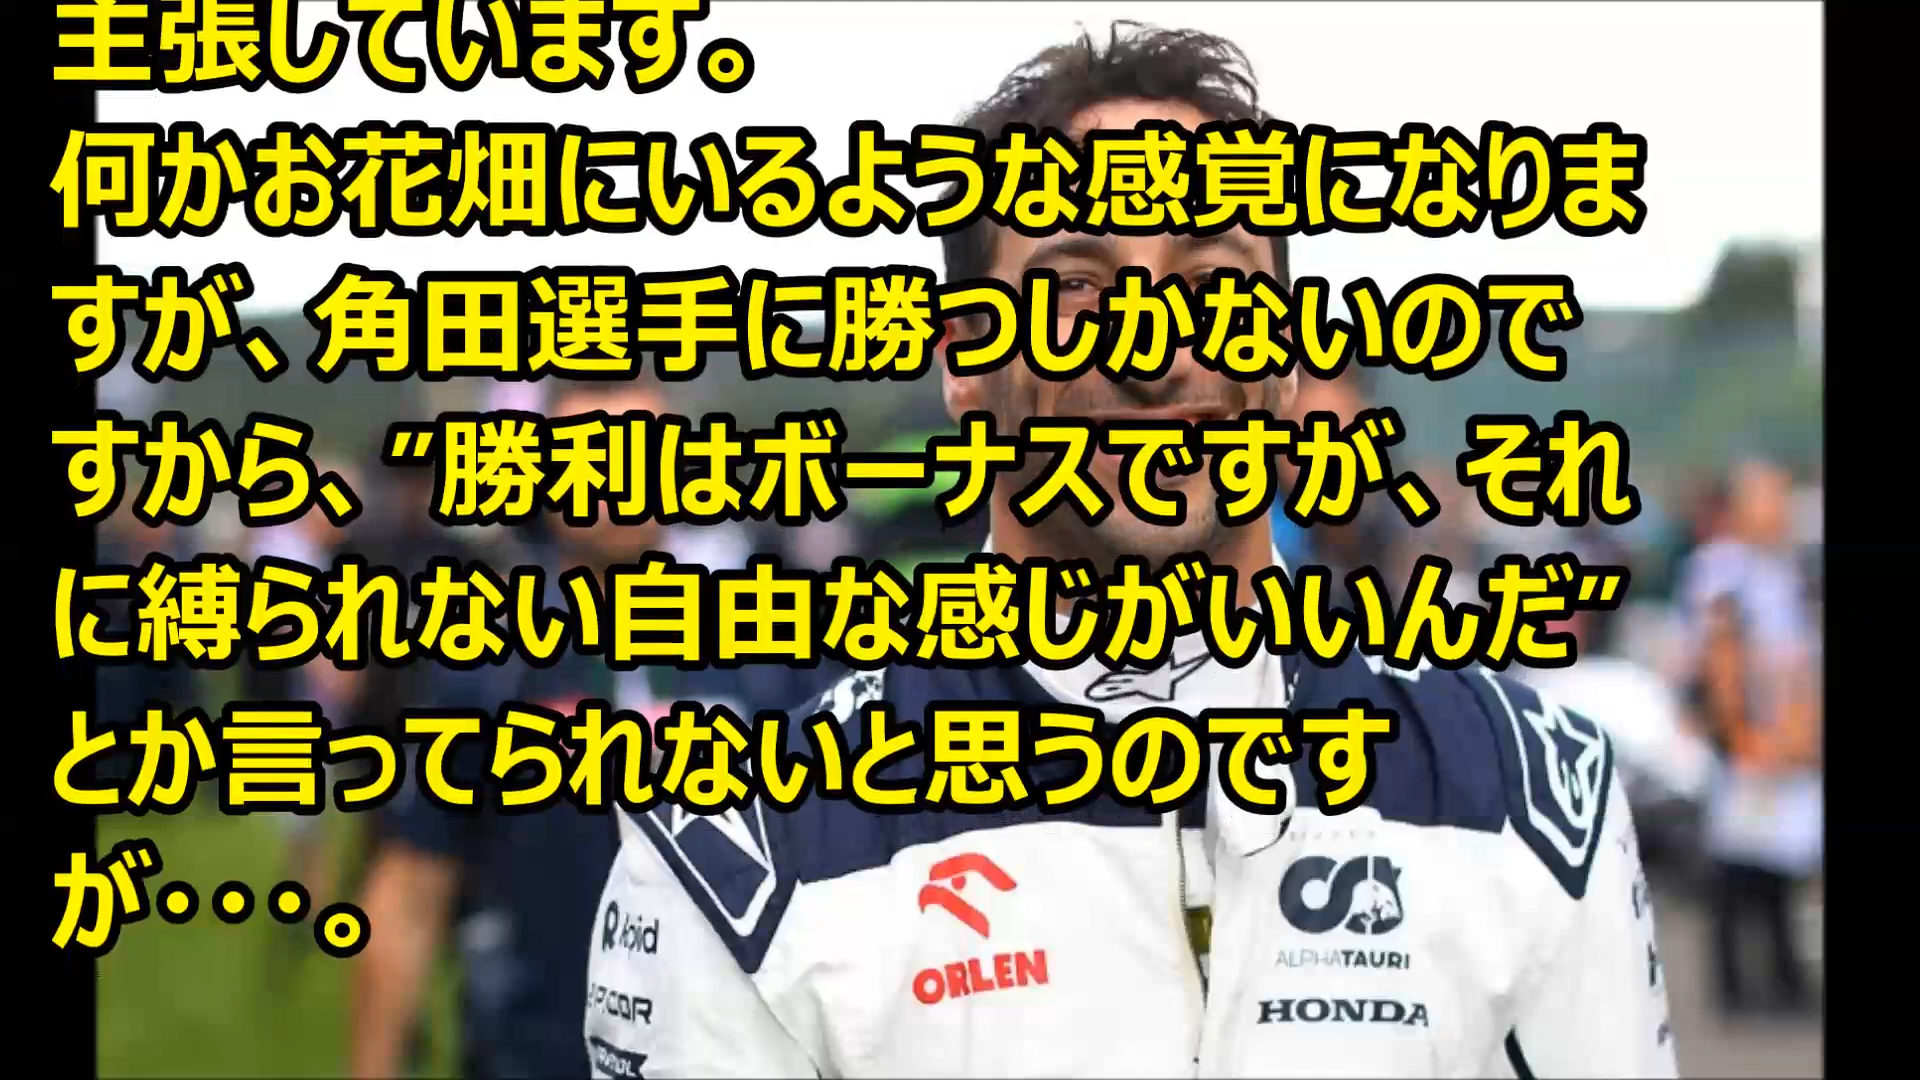 主張しています。
何かお花畑にいるような感覚になりま
すが、角田選手に勝つしかないので
すから、”勝利はボーナスですが、それ
に縛られない自由な感じがいいんだ”
とか言ってられないと思うのです
が・・・。
ORLEN
ALPHATAURI
HONDA